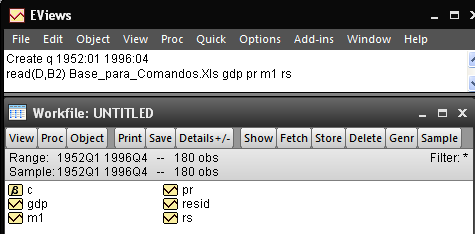 EViews
File Edit Object View Proc Quick Options Add-ins Window Help
Create q 1952:01 1996:04
read(D,B2) Base_para_Comandos.Xls gdp pr m1 rs
Workfile: UNTITLED
View Proc Object Print Save Details+/- Show Fetch Store Delete Genr Sample
Range: 1952Q1 1996Q4 -- 180 obs Filter: *
Sample: 1952Q1 1996Q4 -- 180 obs
β c pr
gdp resid
m1 rs